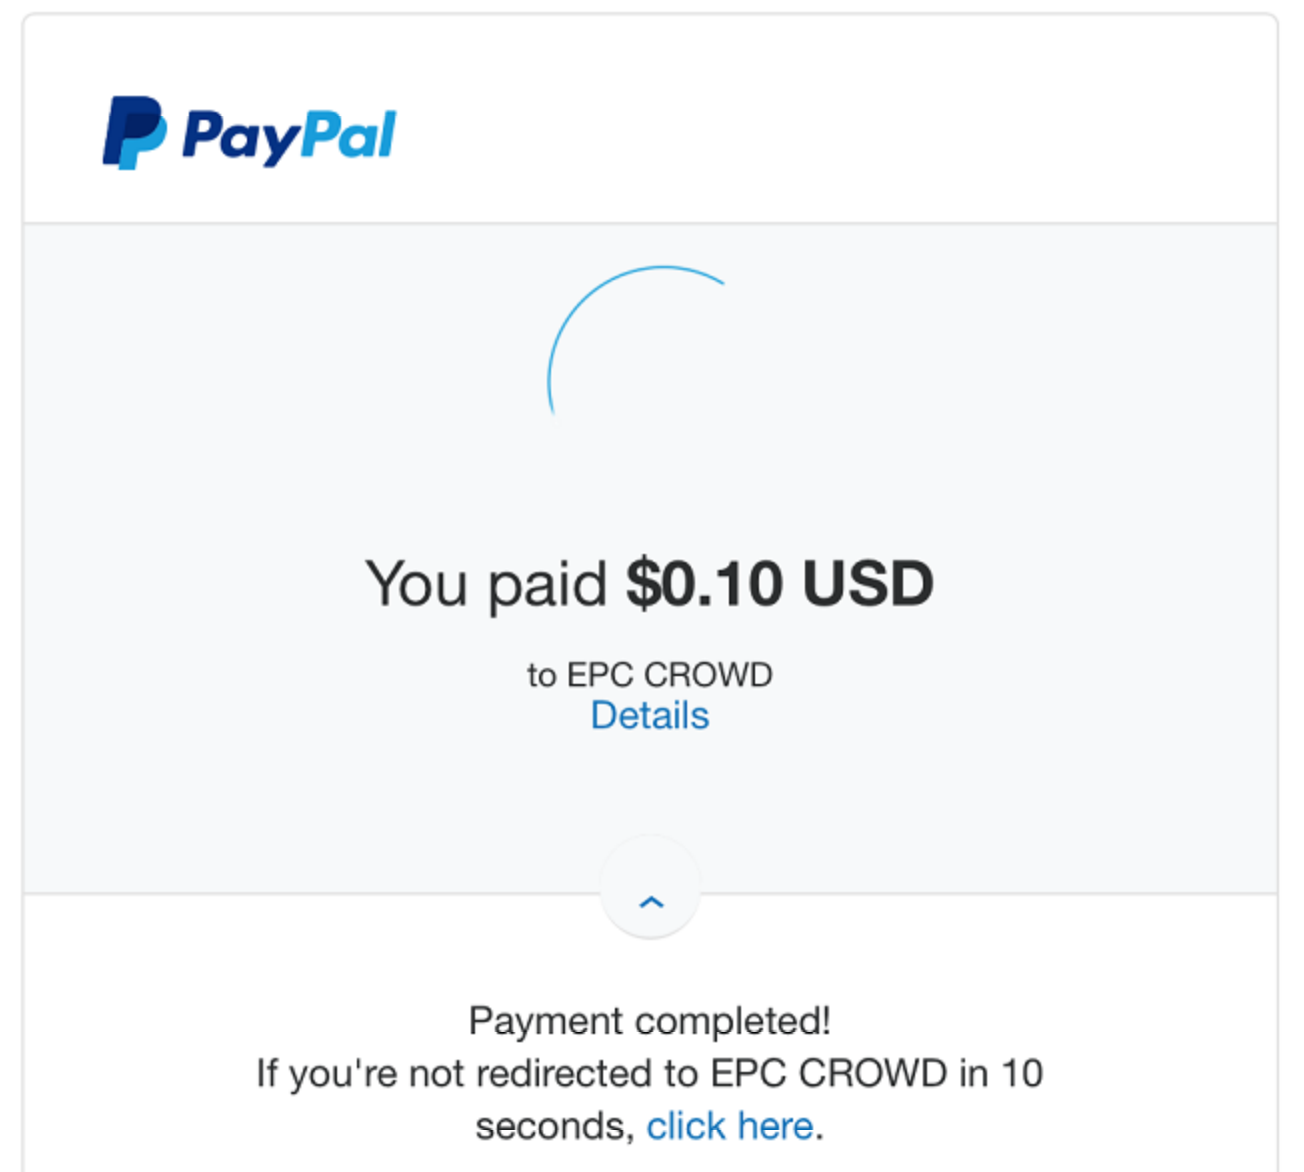 PayPal
You paid $0.10 USD
to EPC CROWD
Details
Payment completed!
If you're not redirected to EPC CROWD in 10
seconds, click here.